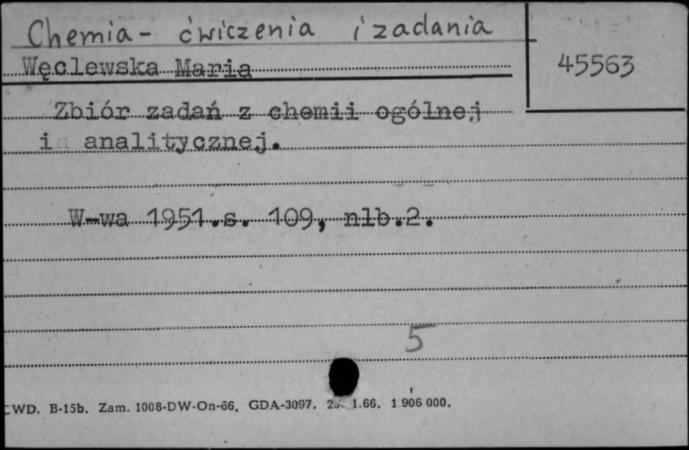 Chemia - ćwiczenia i zadania
Węclewska Maria
45563
Zbiór zadań z chemii ogólnej
i analitycznej.
W-wa 1951.s. 109, nlb.2.
5
CWD. B-15b. Zam. 1008-DW-On-66. GDA-3097. 1.66. 1 906 000.